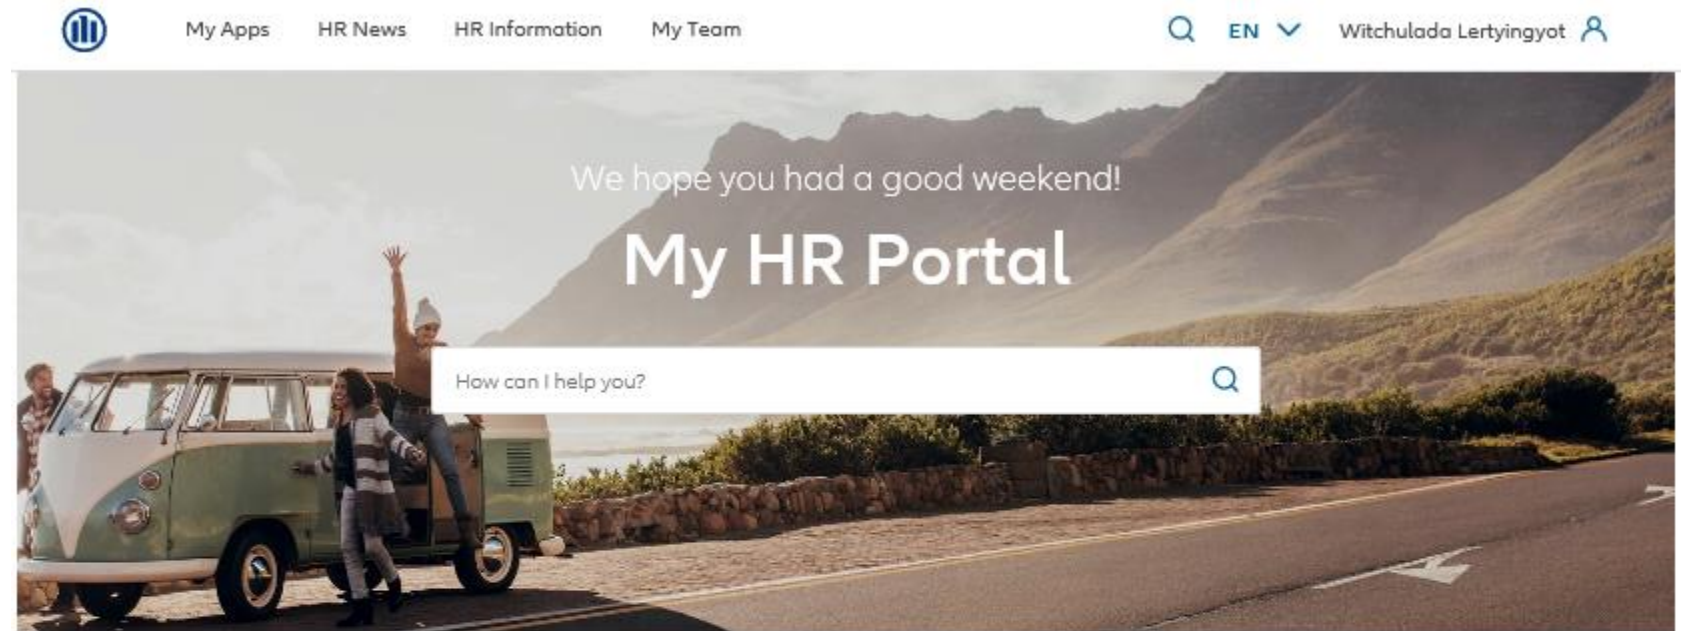 My Apps HR News HR Information My Team EN Witchulada Lertyingyot
We hope you had a good weekend!
My HR Portal
How can I help you?